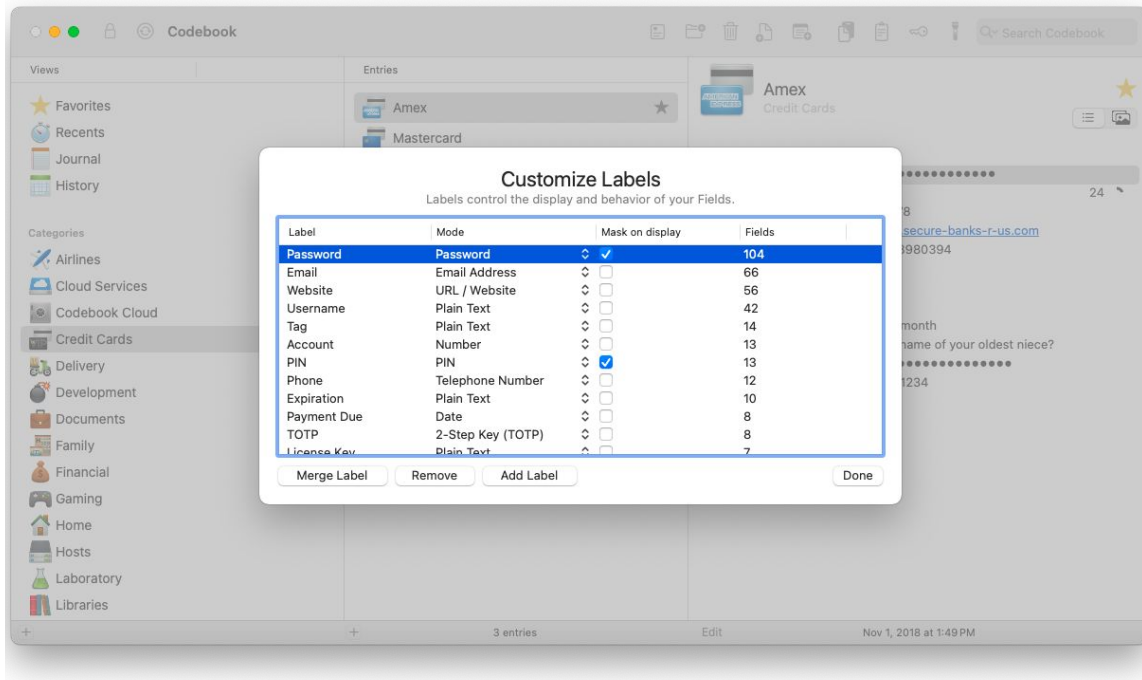 Codebook
Search Codebook
Views
Entries
Favorites
Recents
Journal
History
Categories
Airlines
Cloud Services
Codebook Cloud
Credit Cards
Delivery
Development
Documents
Family
Financial
Gaming
Home
Hosts
Laboratory
Libraries
Amex
Mastercard
AMERICAN EXPRESS
Amex
Credit Cards
24
secure-banks-r-us.com
3980394
month
name of your oldest niece?
1234
Customize Labels
Labels control the display and behavior of your Fields.
Label Mode Mask on display Fields
Password Password 104
Email Email Address 66
Website URL / Website 56
Username Plain Text 42
Tag Plain Text 14
Account Number 13
PIN PIN 13
Phone Telephone Number 12
Expiration Plain Text 10
Payment Due Date 8
TOTP 2-Step Key (TOTP) 8
License Key Plain Text 7
Merge Label Remove Add Label Done
3 entries
Edit
Nov 1, 2018 at 1:49 PM